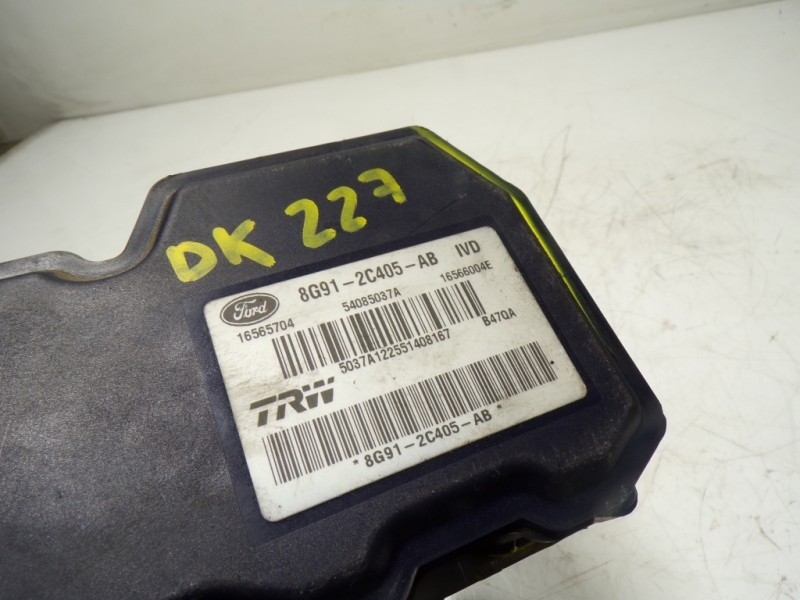 DK 227
8G91-2C405-AB IVD
Ford
16565704 54085037A 16566004E
5037A122551408167 B47QA
TRW
* 8G91-2C405-AB *